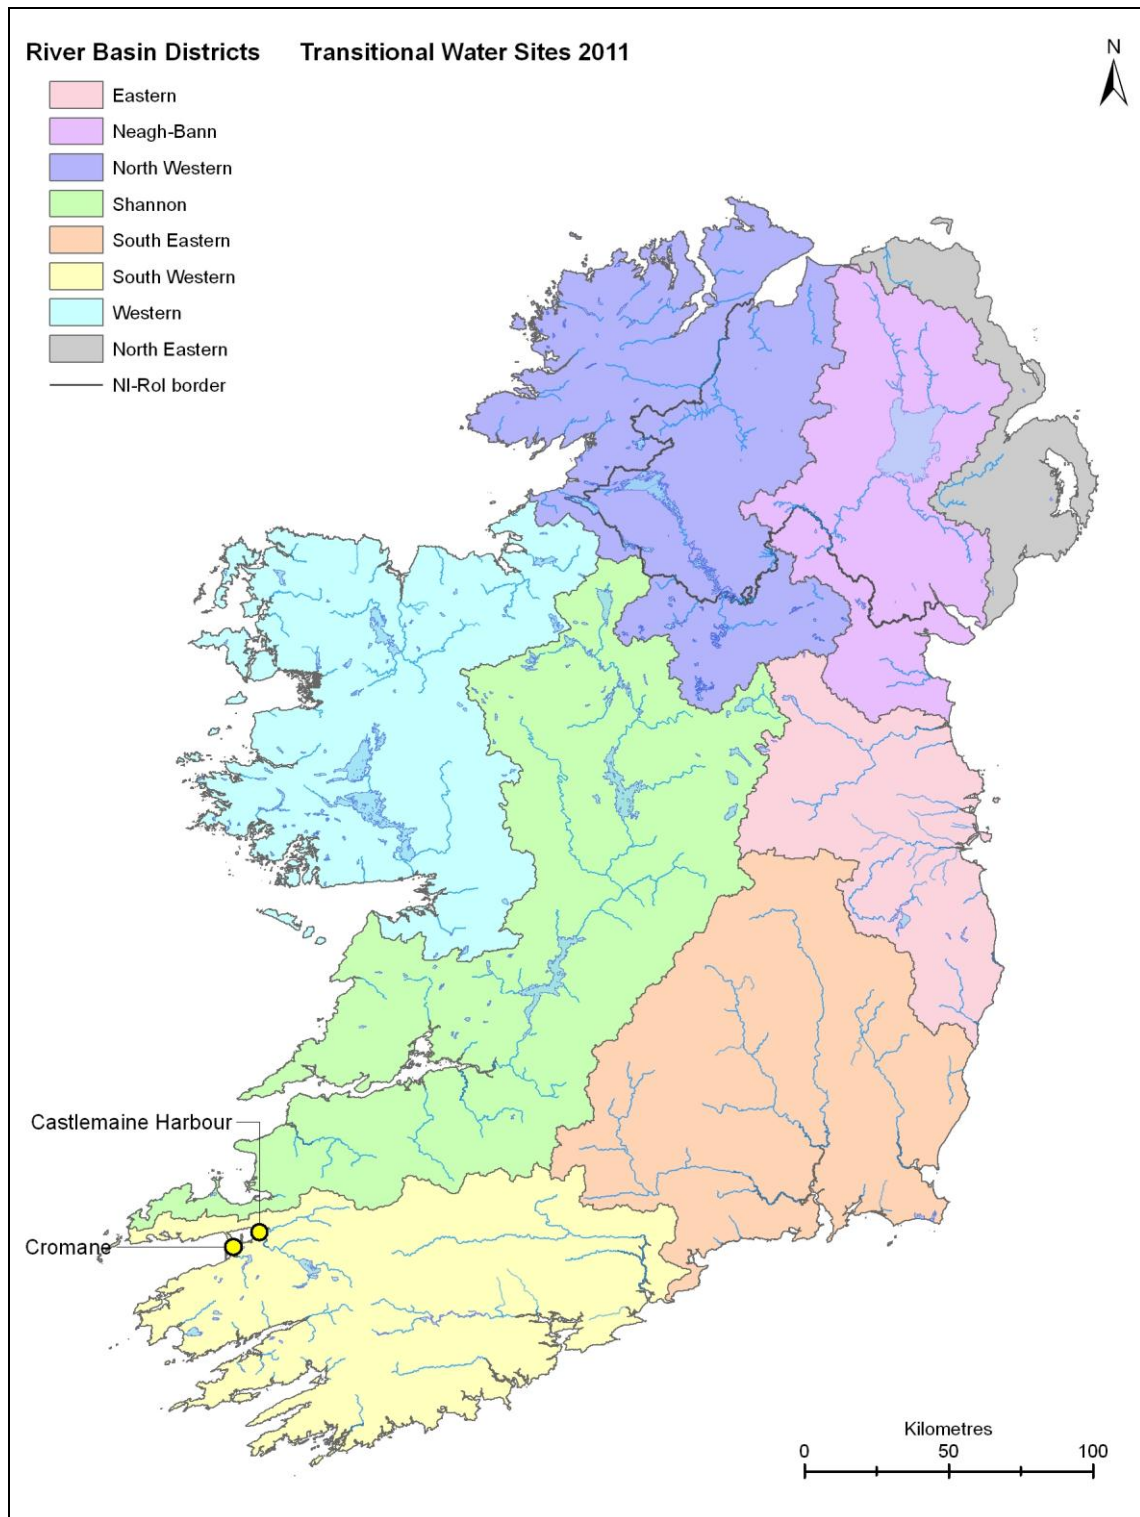 River Basin Districts
Transitional Water Sites 2011
N
Eastern
Neagh-Bann
North Western
Shannon
South Eastern
South Western
Western
North Eastern
NI-RoI border
Castlemaine Harbour
Cromane
Kilometres
0 50 100